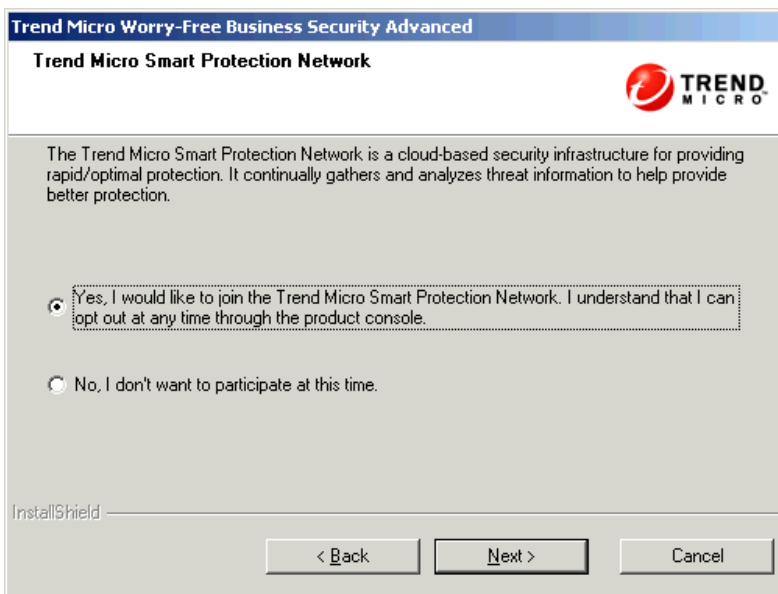 Trend Micro Worry-Free Business Security Advanced
Trend Micro Smart Protection Network
TREND
MICRO
The Trend Micro Smart Protection Network is a cloud-based security infrastructure for providing
rapid/optimal protection. It continually gathers and analyzes threat information to help provide
better protection.
Yes, I would like to join the Trend Micro Smart Protection Network. I understand that I can
opt out at any time through the product console.
No, I don't want to participate at this time.
InstallShield
< Back
Next >
Cancel